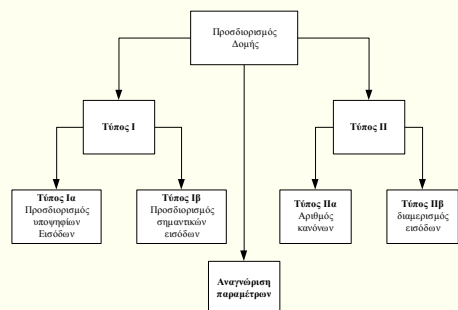 Προσδιορισμός
Δομής
Τύπος Ι
Τύπος ΙΙ
Τύπος Ια
Προσδιορισμός
υποψηφίων
Εισόδων
Τύπος Ιβ
Προσδιορισμός
σημαντικών
εισόδων
Τύπος ΙΙα
Αριθμός
κανόνων
Τύπος ΙΙβ
διαμερισμός
εισόδων
Αναγνώριση
παραμέτρων